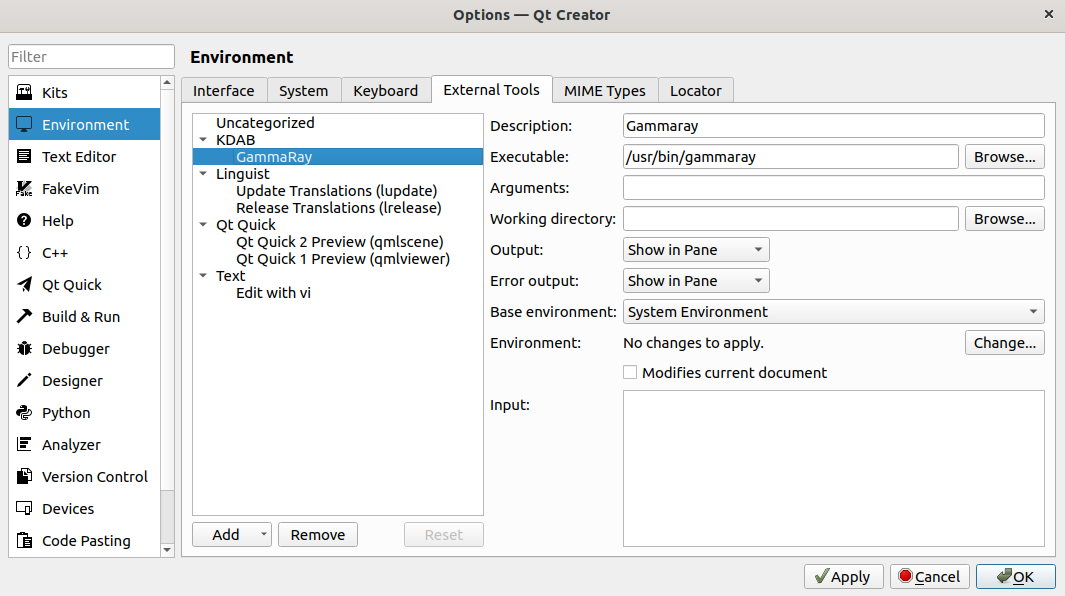 Options — Qt Creator
Filter
Kits
Environment
Text Editor
FakeVim
Help
C++
Qt Quick
Build & Run
Debugger
Designer
Python
Analyzer
Version Control
Devices
Code Pasting
Environment
Interface System Keyboard External Tools MIME Types Locator
Uncategorized
KDAB
GammaRay
Linguist
Update Translations (lupdate)
Release Translations (lrelease)
Qt Quick
Qt Quick 2 Preview (qmlscene)
Qt Quick 1 Preview (qmlviewer)
Text
Edit with vi
Add Remove Reset
Description: Gammaray
Executable: /usr/bin/gammaray Browse...
Arguments:
Working directory: Browse...
Output: Show in Pane
Error output: Show in Pane
Base environment: System Environment
Environment: No changes to apply. Change...
Modifies current document
Input:
Apply Cancel OK